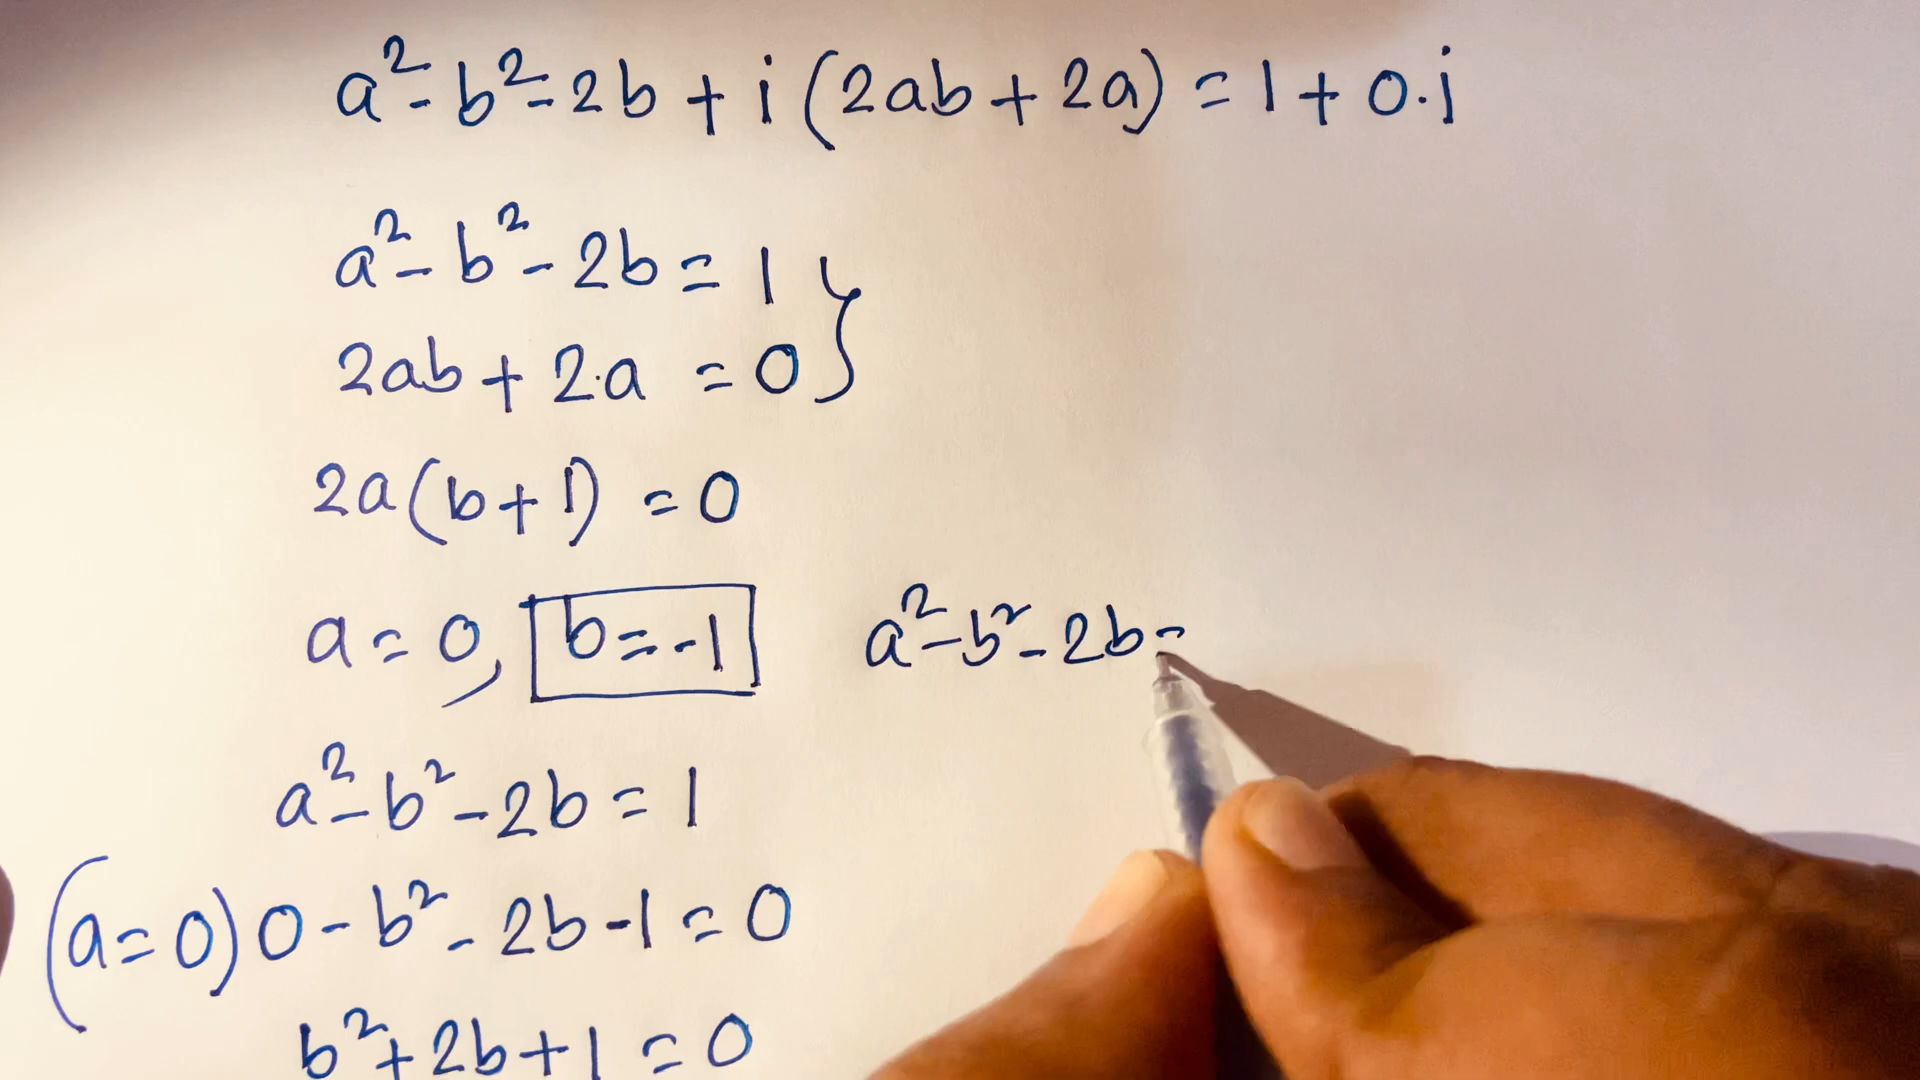 a² - b² - 2b + i (2ab + 2a) = 1 + 0.i
a² - b² - 2b = 1 }
2ab + 2.a = 0
2a(b+1) = 0
a = 0, b = -1
a² - b² - 2b =
a² - b² - 2b = 1
(a=0) 0 - b² - 2b - 1 = 0
b² + 2b + 1 = 0